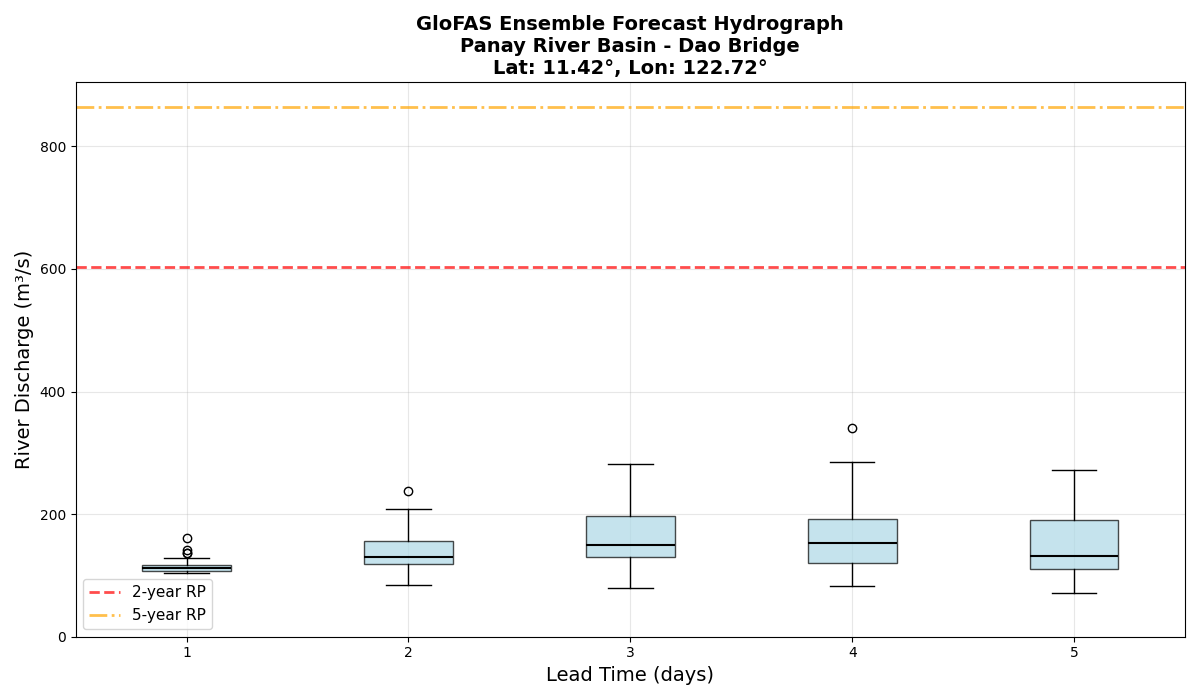 GloFAS Ensemble Forecast Hydrograph
Panay River Basin - Dao Bridge
Lat: 11.42°, Lon: 122.72°
River Discharge (m³/s)
800
600
400
200
0
2-year RP
5-year RP
1 2 3 4 5
Lead Time (days)